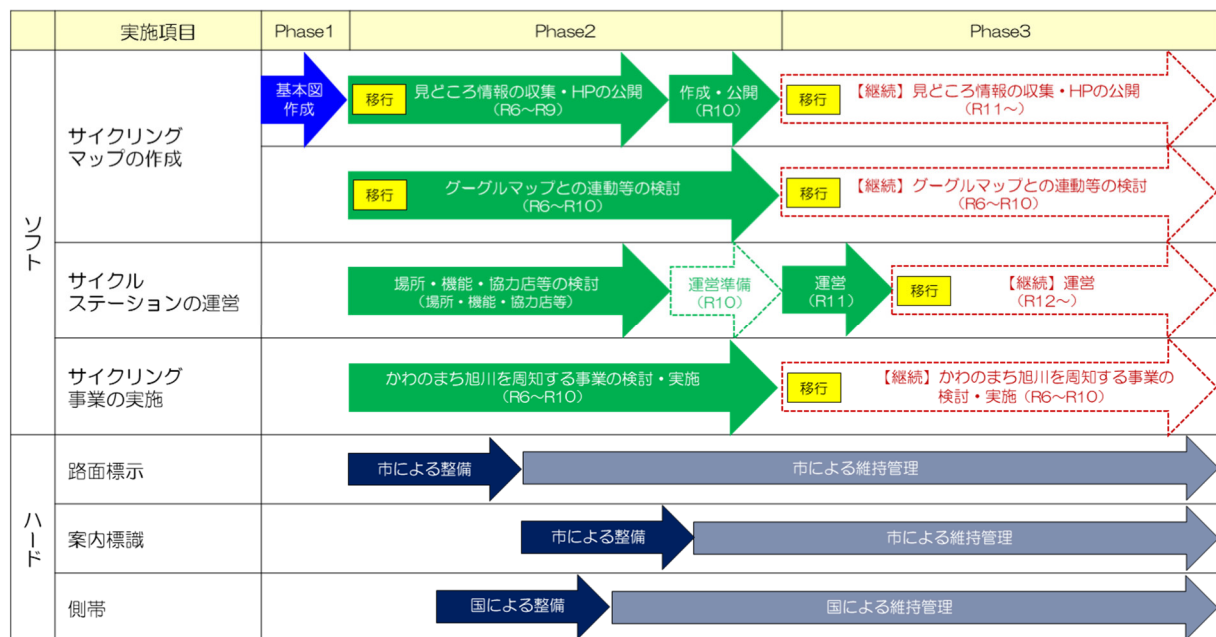 実施項目
Phase1
Phase2
Phase3
ソフト
サイクリング
マップの作成
基本図
作成
移行
見どころ情報の収集・HPの公開
(R6~R9)
作成・公開
(R10)
移行
【継続】見どころ情報の収集・HPの公開
(R11~)
移行
グーグルマップとの連動等の検討
(R6~R10)
移行
【継続】グーグルマップとの連動等の検討
(R6~R10)
サイクル
ステーションの運営
場所・機能・協力店等の検討
(場所・機能・協力店等)
運営準備
(R10)
運営
(R11)
移行
【継続】運営
(R12~)
サイクリング
事業の実施
かわのまち旭川を周知する事業の検討・実施
(R6~R10)
移行
【継続】かわのまち旭川を周知する事業の
検討・実施(R6~R10)
ハード
路面標示
市による整備
市による維持管理
案内標識
市による整備
市による維持管理
側帯
国による整備
国による維持管理